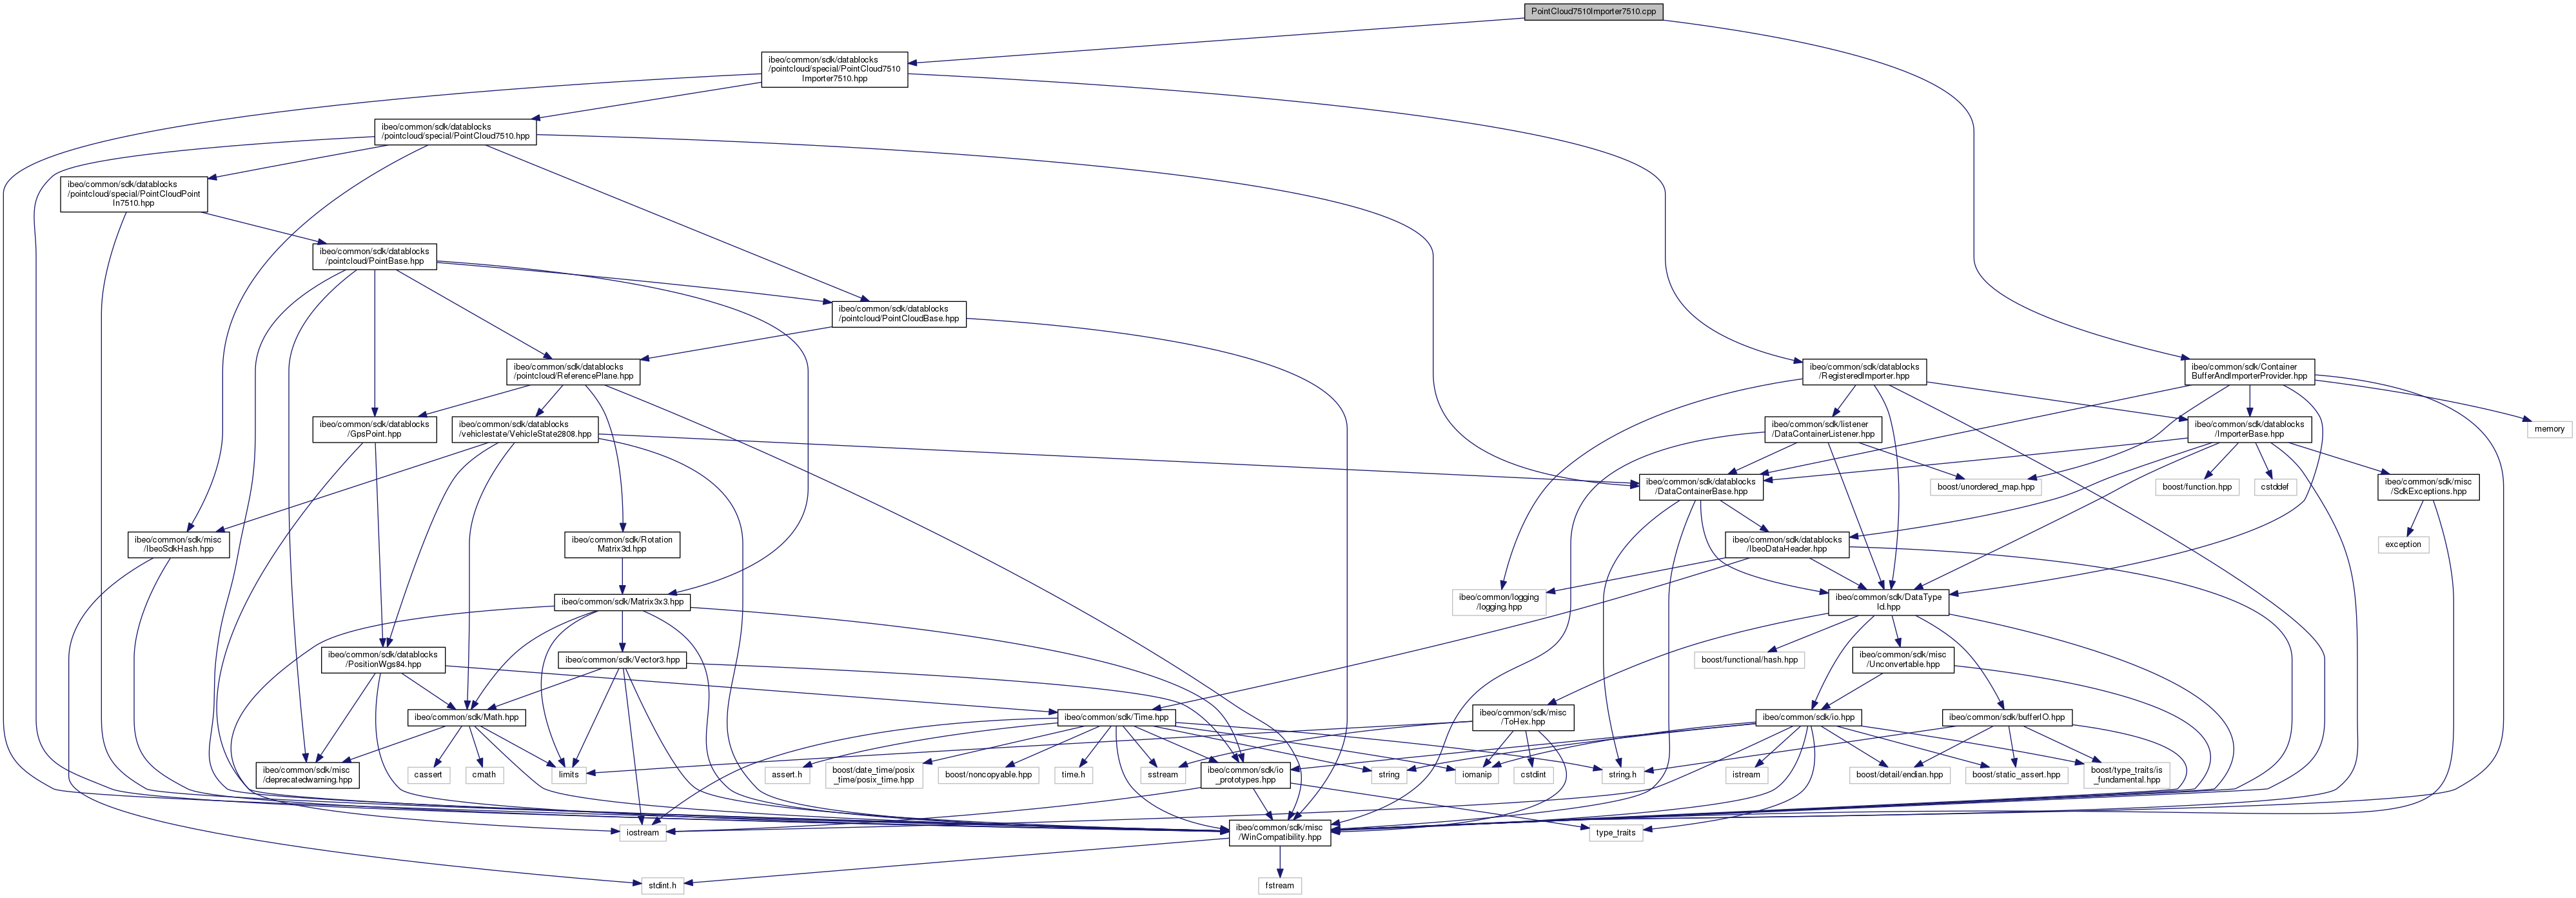 PointCloud7510Importer7510.cpp
ibeo/common/sdk/datablocks
/pointcloud/special/PointCloud7510
Importer7510.hpp
ibeo/common/sdk/datablocks
/pointcloud/special/PointCloud7510.hpp
ibeo/common/sdk/datablocks
/pointcloud/special/PointCloudPoint
In7510.hpp
ibeo/common/sdk/datablocks
/pointcloud/PointBase.hpp
ibeo/common/sdk/datablocks
/pointcloud/PointCloudBase.hpp
ibeo/common/sdk/datablocks
/pointcloud/ReferencePlane.hpp
ibeo/common/sdk/datablocks
/RegisteredImporter.hpp
ibeo/common/sdk/Container
BufferAndImporterProvider.hpp
ibeo/common/sdk/datablocks
/GpsPoint.hpp
ibeo/common/sdk/datablocks
/vehiclestate/VehicleState2808.hpp
ibeo/common/sdk/listener
/DataContainerListener.hpp
ibeo/common/sdk/datablocks
/ImporterBase.hpp
memory
ibeo/common/sdk/datablocks
/DataContainerBase.hpp
boost/unordered_map.hpp
boost/function.hpp
cstddef
ibeo/common/sdk/misc
/SdkExceptions.hpp
ibeo/common/sdk/misc
/IbeoSdkHash.hpp
ibeo/common/sdk/Rotation
Matrix3d.hpp
ibeo/common/sdk/datablocks
/IbeoDataHeader.hpp
exception
ibeo/common/sdk/Matrix3x3.hpp
ibeo/common/logging
/logging.hpp
ibeo/common/sdk/DataType
Id.hpp
ibeo/common/sdk/datablocks
/PositionWgs84.hpp
ibeo/common/sdk/Vector3.hpp
boost/functional/hash.hpp
ibeo/common/sdk/misc
/Unconvertable.hpp
ibeo/common/sdk/Math.hpp
ibeo/common/sdk/Time.hpp
ibeo/common/sdk/misc
/ToHex.hpp
ibeo/common/sdk/io.hpp
ibeo/common/sdk/bufferIO.hpp
ibeo/common/sdk/misc
/deprecatedwarning.hpp
cassert
cmath
limits
assert.h
boost/date_time/posix
_time/posix_time.hpp
boost/noncopyable.hpp
time.h
sstream
ibeo/common/sdk/io
_prototypes.hpp
string
iomanip
cstdint
string.h
istream
boost/detail/endian.hpp
boost/static_assert.hpp
boost/type_traits/is
_fundamental.hpp
iostream
ibeo/common/sdk/misc
/WinCompatibility.hpp
type_traits
stdint.h
fstream